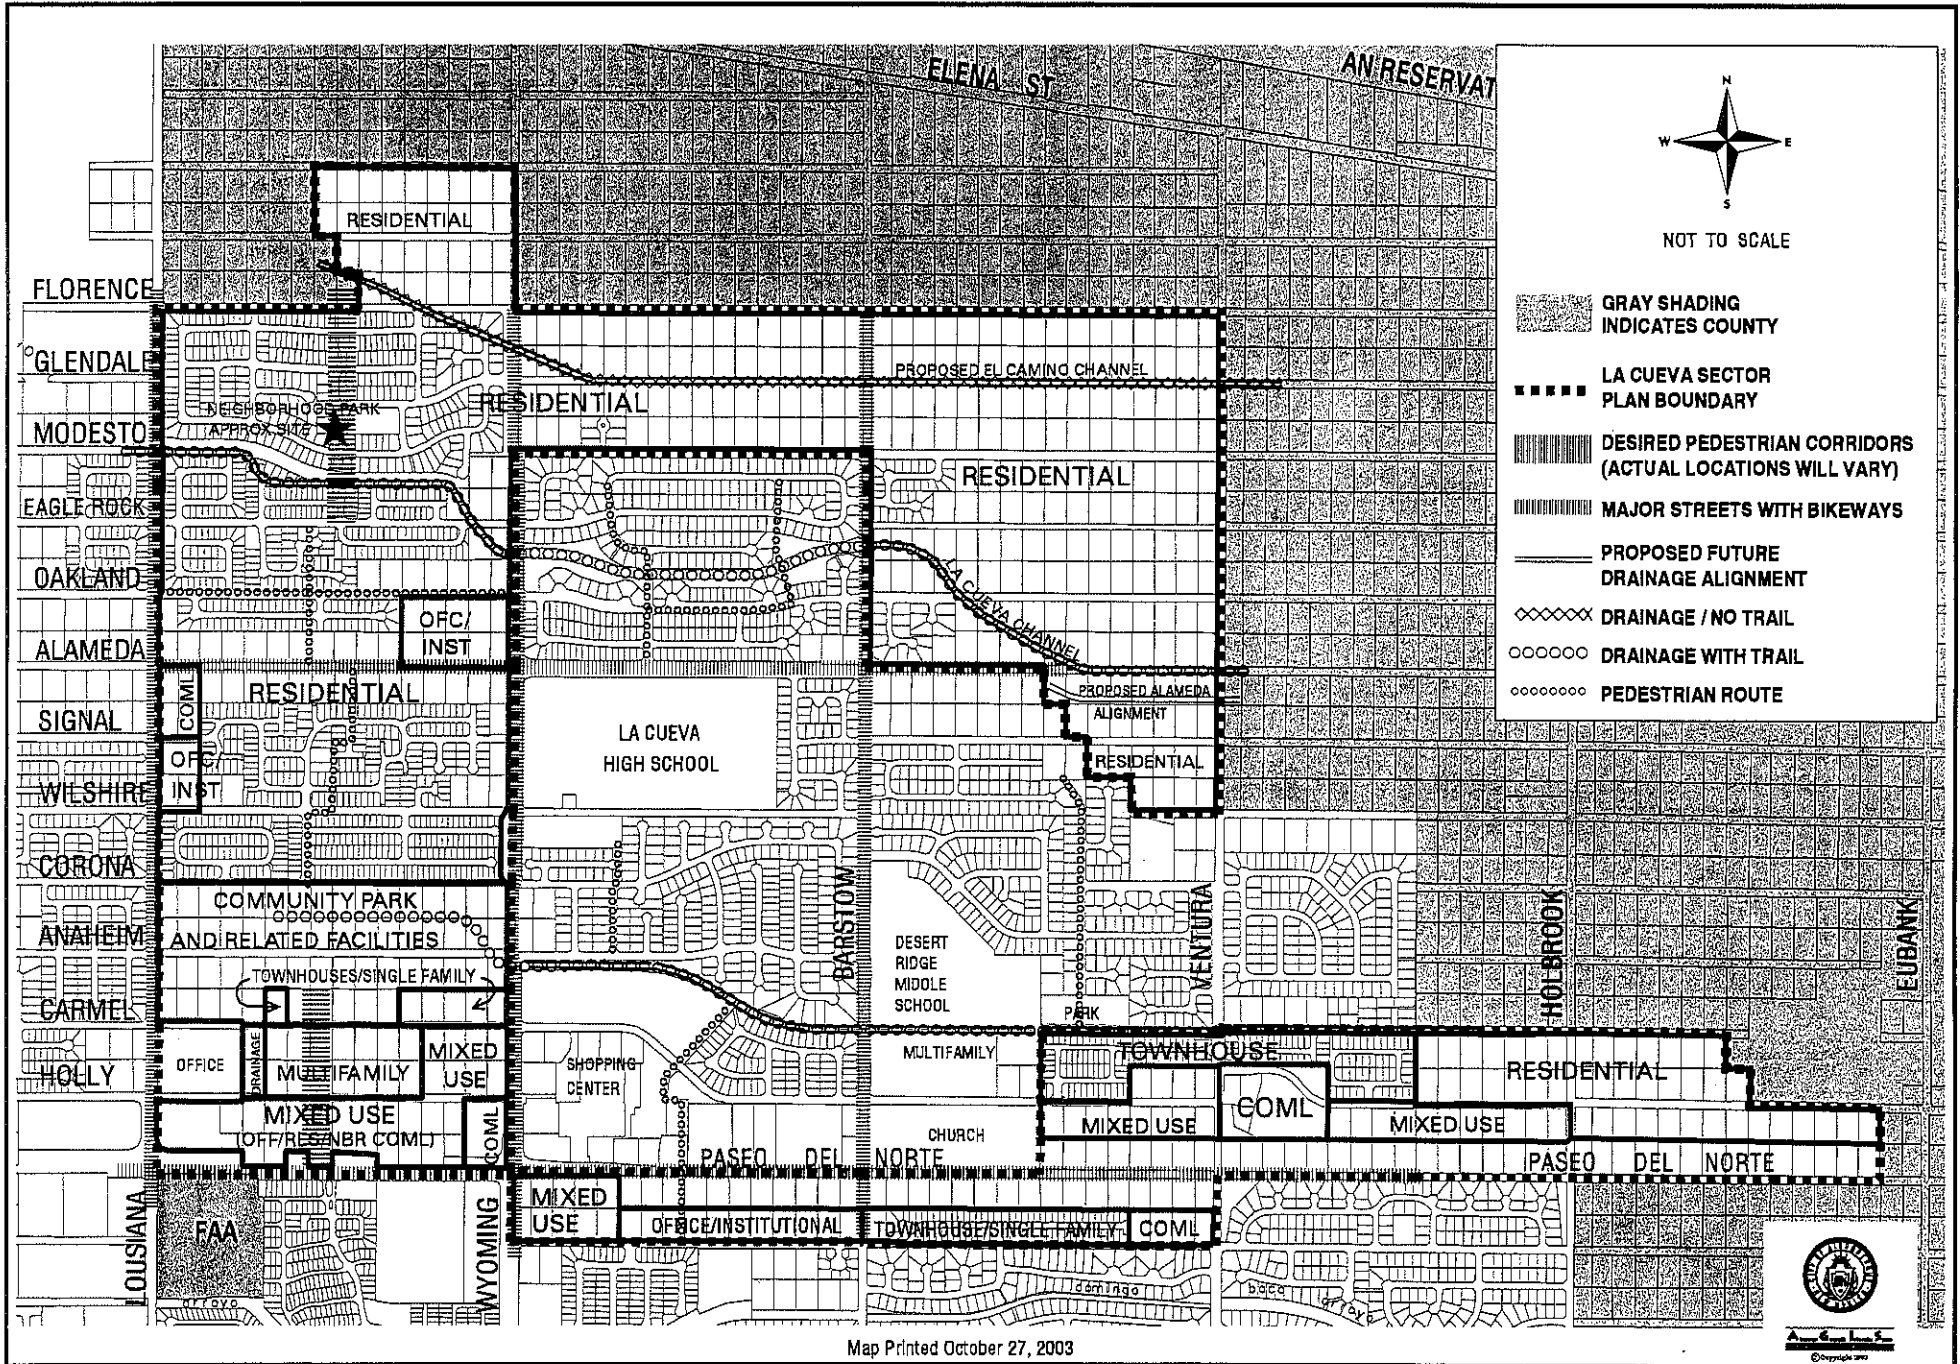 ELENA ST
AN RESERVAT
N
W E
S
NOT TO SCALE
GRAY SHADING
INDICATES COUNTY
LA CUEVA SECTOR
PLAN BOUNDARY
DESIRED PEDESTRIAN CORRIDORS
(ACTUAL LOCATIONS WILL VARY)
MAJOR STREETS WITH BIKEWAYS
PROPOSED FUTURE
DRAINAGE ALIGNMENT
DRAINAGE / NO TRAIL
DRAINAGE WITH TRAIL
PEDESTRIAN ROUTE
RESIDENTIAL
FLORENCE
GLENDALE
PROPOSED EL CAMINO CHANNEL
RESIDENTIAL
NEIGHBORHOOD PARK
APPROX. SITE
MODESTO
RESIDENTIAL
EAGLE ROCK
OAKLAND
LA CUEVA CHANNEL
OFC/
INST
ALAMEDA
RESIDENTIAL
COML
PROPOSED ALAMEDA
ALIGNMENT
SIGNAL
LA CUEVA
HIGH SCHOOL
OFC/
INST
RESIDENTIAL
WILSHIRE
CORONA
COMMUNITY PARK
AND RELATED FACILITIES
ANAHEIM
BARSTOW
DESERT
RIDGE
MIDDLE
SCHOOL
VENTURA
HOLBROOK
EUBANK
TOWNHOUSES/SINGLE FAMILY
CARMEL
PARK
OFFICE
DRAINAGE
MULTIFAMILY
MIXED
USE
SHOPPING
CENTER
MULTIFAMILY
TOWNHOUSE
RESIDENTIAL
HOLLY
MIXED USE
(OFF/RES/NBR COML)
COML
CHURCH
MIXED USE
COML
MIXED USE
PASEO DEL NORTE
PASEO DEL NORTE
LOUSIANA
FAA
WYOMING
MIXED
USE
OFFICE/INSTITUTIONAL
TOWNHOUSE/SINGLE FAMILY
COML
arroyo
domingo
baca
arroyo
Map Printed October 27, 2003